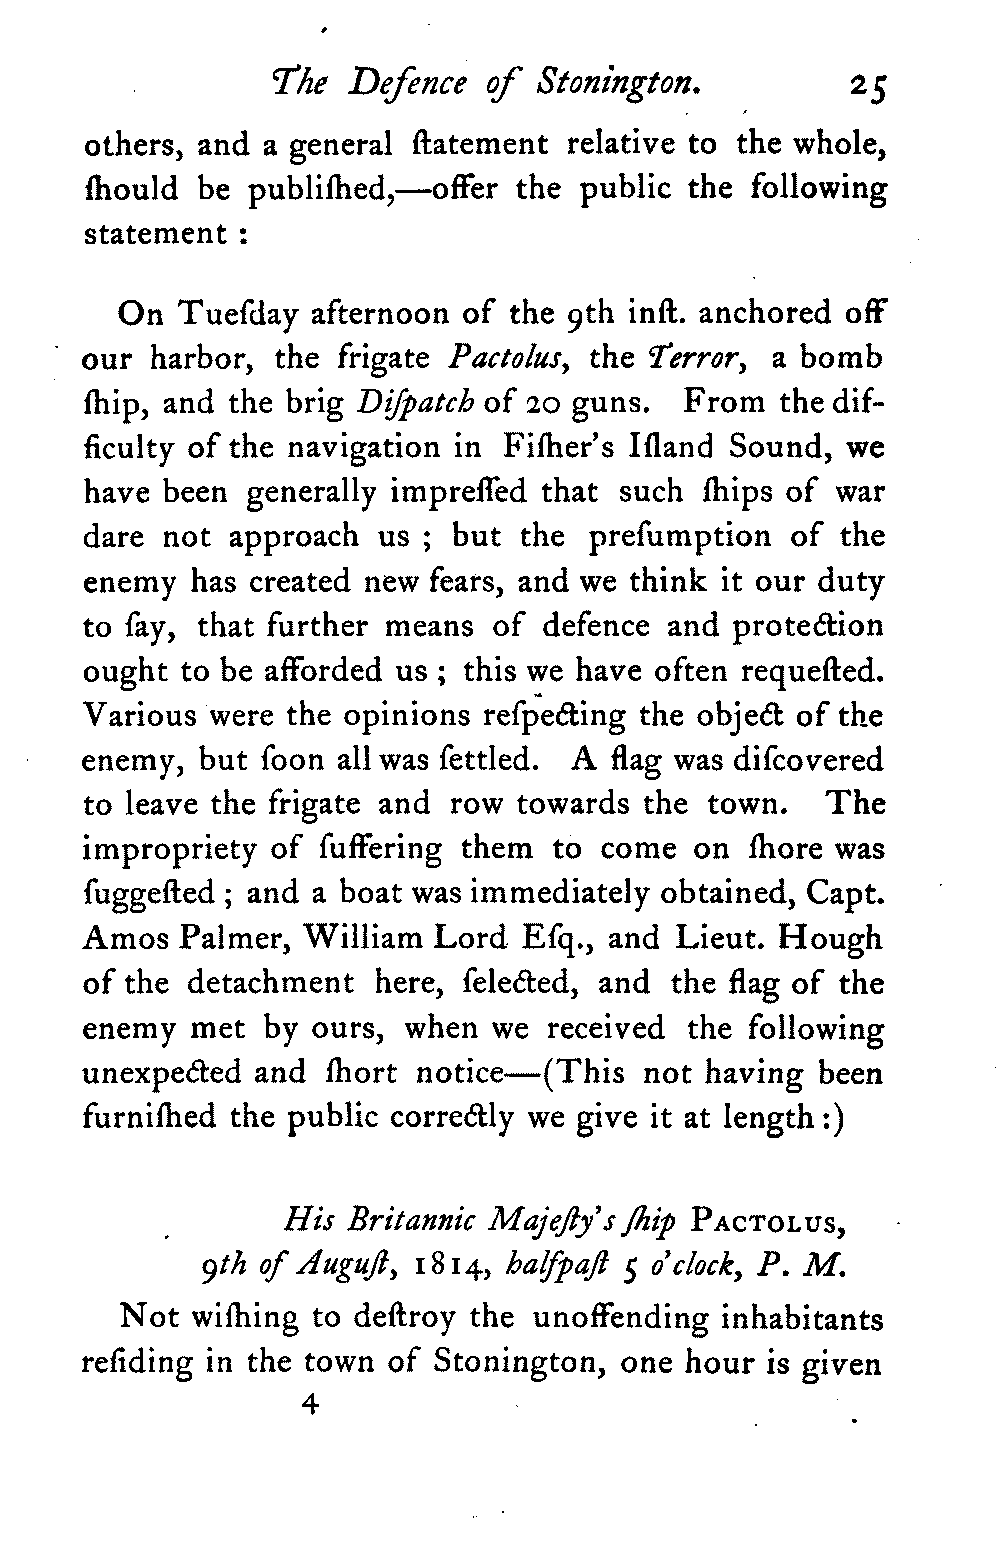 The Defence of Stonington. 25
others, and a general ſtatement relative to the whole,
ſhould be publiſhed,—offer the public the following
statement :
On Tueſday afternoon of the 9th inſt. anchored off
our harbor, the frigate Pactolus, the Terror, a bomb
ſhip, and the brig Diſpatch of 20 guns. From the dif-
ficulty of the navigation in Fiſher's Iſland Sound, we
have been generally impreſſed that such ſhips of war
dare not approach us ; but the preſumption of the
enemy has created new fears, and we think it our duty
to ſay, that further means of defence and protection
ought to be afforded us ; this we have often requeſted.
Various were the opinions reſpecting the object of the
enemy, but ſoon all was ſettled. A flag was diſcovered
to leave the frigate and row towards the town. The
impropriety of ſuffering them to come on ſhore was
ſuggeſted ; and a boat was immediately obtained, Capt.
Amos Palmer, William Lord Eſq., and Lieut. Hough
of the detachment here, ſelected, and the flag of the
enemy met by ours, when we received the following
unexpected and ſhort notice—(This not having been
furniſhed the public correctly we give it at length :)
His Britannic Majeſty's ſhip PACTOLUS,
9th of Auguſt, 1814, halfpaſt 5 o'clock, P. M.
Not wiſhing to deſtroy the unoffending inhabitants
reſiding in the town of Stonington, one hour is given
4